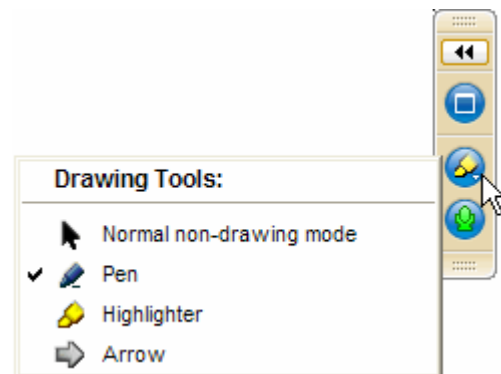 Drawing Tools:
Normal non-drawing mode
Pen
Highlighter
Arrow